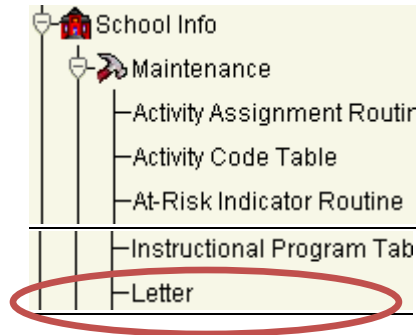 School Info
Maintenance
Activity Assignment Routin
Activity Code Table
At-Risk Indicator Routine
Instructional Program Tab
Letter